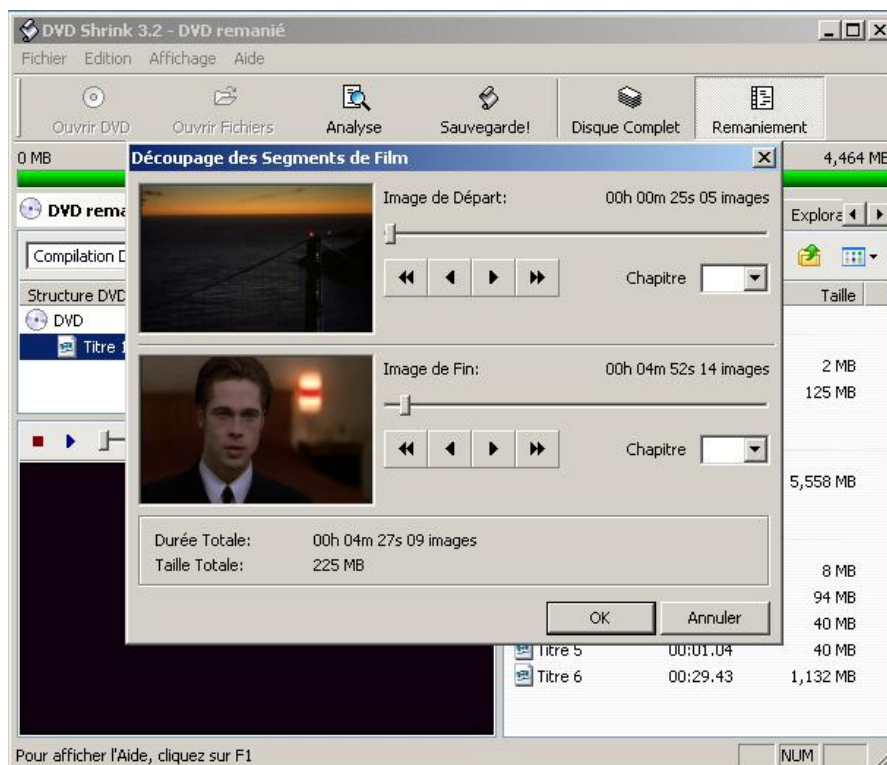 DVD Shrink 3.2 - DVD remanié
Fichier Edition Affichage Aide
Ouvrir DVD Ouvrir Fichiers Analyse Sauvegarde! Disque Complet Remaniement
0 MB 4,464 MB
Découpage des Segments de Film
Image de Départ: 00h 00m 25s 05 images
Chapitre
Image de Fin: 00h 04m 52s 14 images
Chapitre
Durée Totale: 00h 04m 27s 09 images
Taille Totale: 225 MB
OK Annuler
DVD rema
Compilation D
Structure DVD
DVD
Titre 1
Explora
Taille
2 MB
125 MB
5,558 MB
8 MB
94 MB
40 MB
Titre 5 00:01.04 40 MB
Titre 6 00:29.43 1,132 MB
Pour afficher l'Aide, cliquez sur F1 NUM